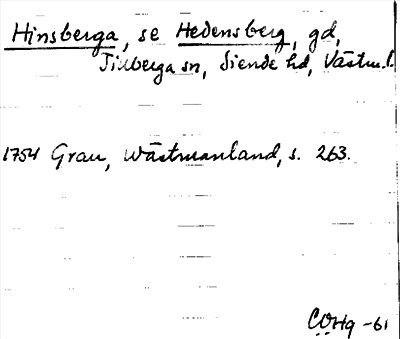 Hinsberga, se Hedensberg, gd,
Tillberga sn, Siende hd, Västm.l.
1754 Grau, Wästmanland, s. 263.
COHg -61